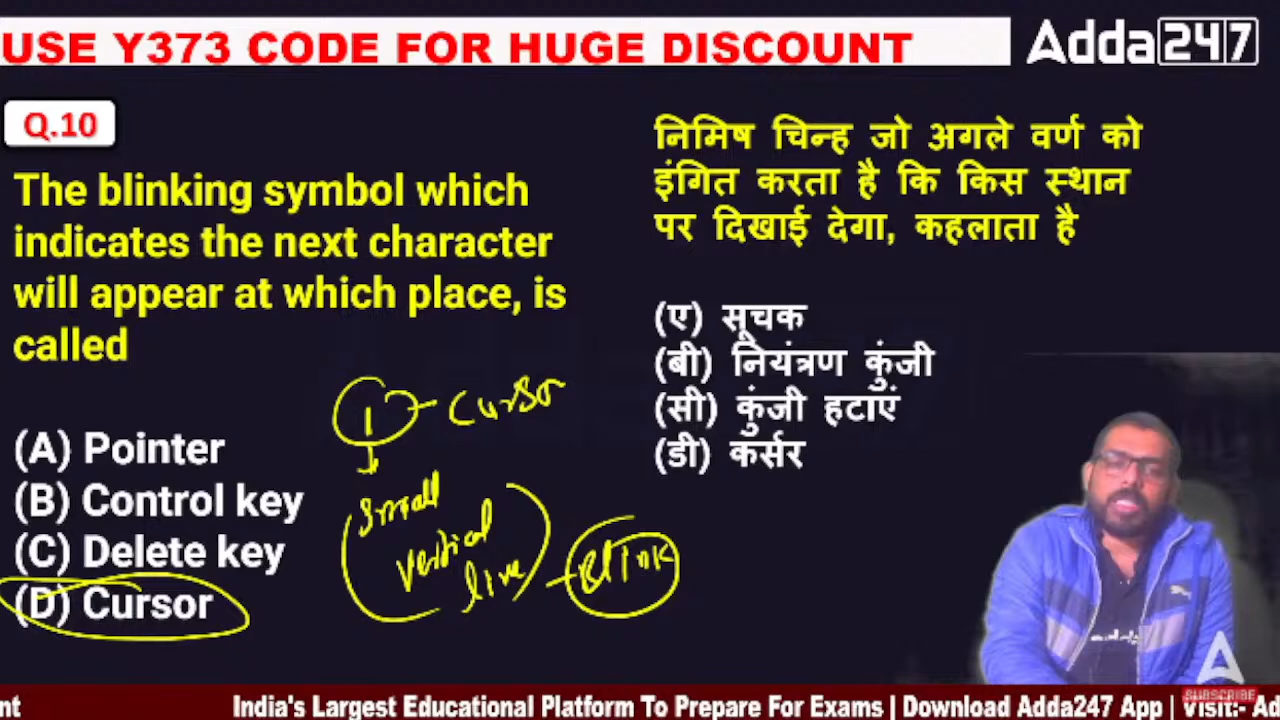 USE Y373 CODE FOR HUGE DISCOUNT
Adda247
Q.10
The blinking symbol which
indicates the next character
will appear at which place, is
called
(A) Pointer
(B) Control key
(C) Delete key
(D) Cursor
निमिष चिन्ह जो अगले वर्ण को
इंगित करता है कि किस स्थान
पर दिखाई देगा, कहलाता है
(ए) सूचक
(बी) नियंत्रण कुंजी
(सी) कुंजी हटाएं
(डी) कर्सर
Cursor
Small
vertical
line
Blink
SUBSCRIBE
nt India's Largest Educational Platform To Prepare For Exams | Download Adda247 App | Visit:- Ad